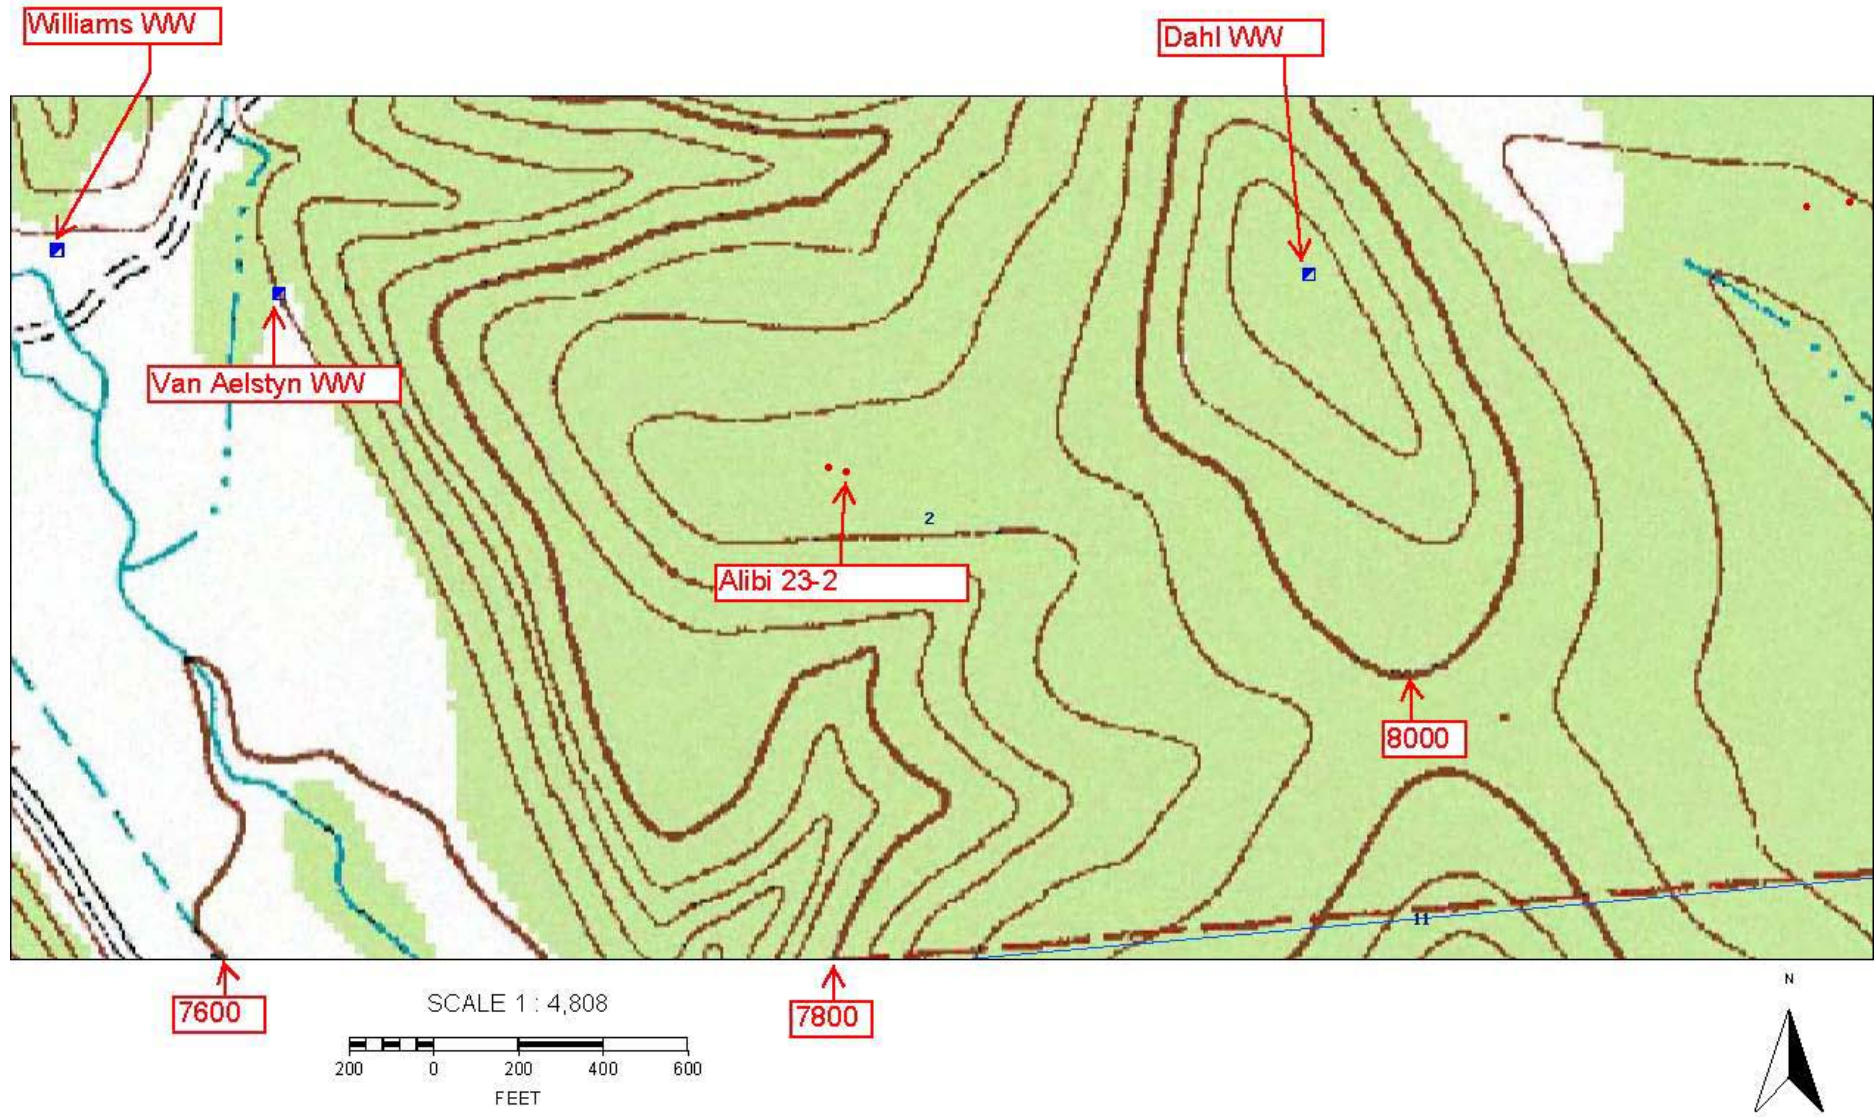 Williams WW
Dahl WW
Van Aelstyn WW
2
Alibi 23-2
8000
11
7600
SCALE 1 : 4,808
7800
N
200 0 200 400 600
FEET